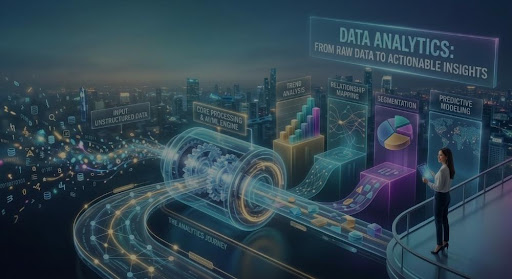 DATA ANALYTICS:
FROM RAW DATA TO ACTIONABLE INSIGHTS
TREND
ANALYSIS
RELATIONSHIP
MAPPING
SEGMENTATION
PREDICTIVE
MODELING
INPUT
UNSTRUCTURED DATA
CORE PROCESSING
& AI/ML ENGINE
THE ANALYTICS JOURNEY